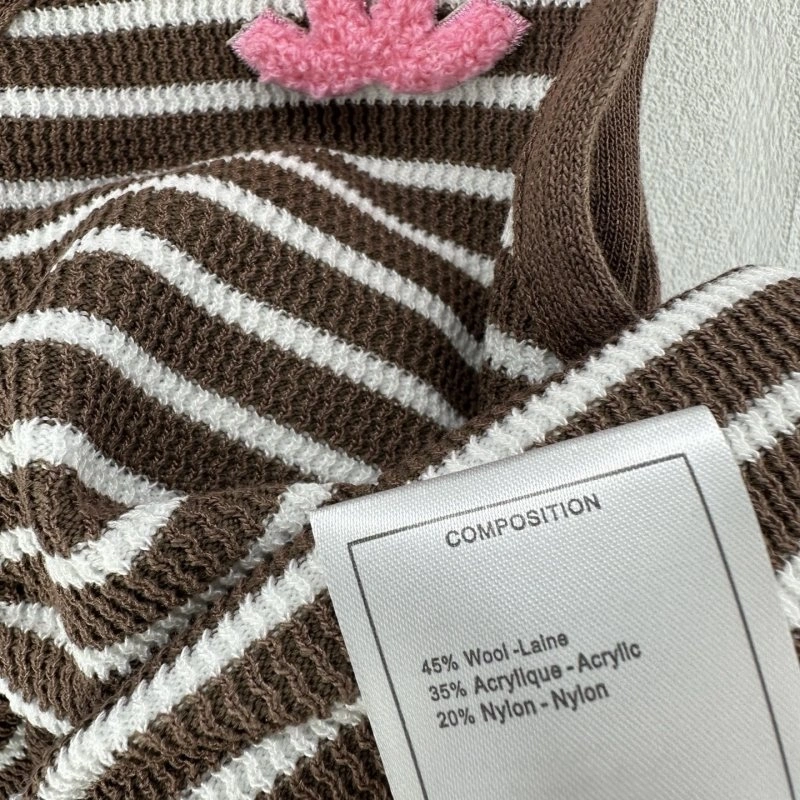 COMPOSITION
45% Wool -Laine
35% Acrylique - Acrylic
20% Nylon - Nylon